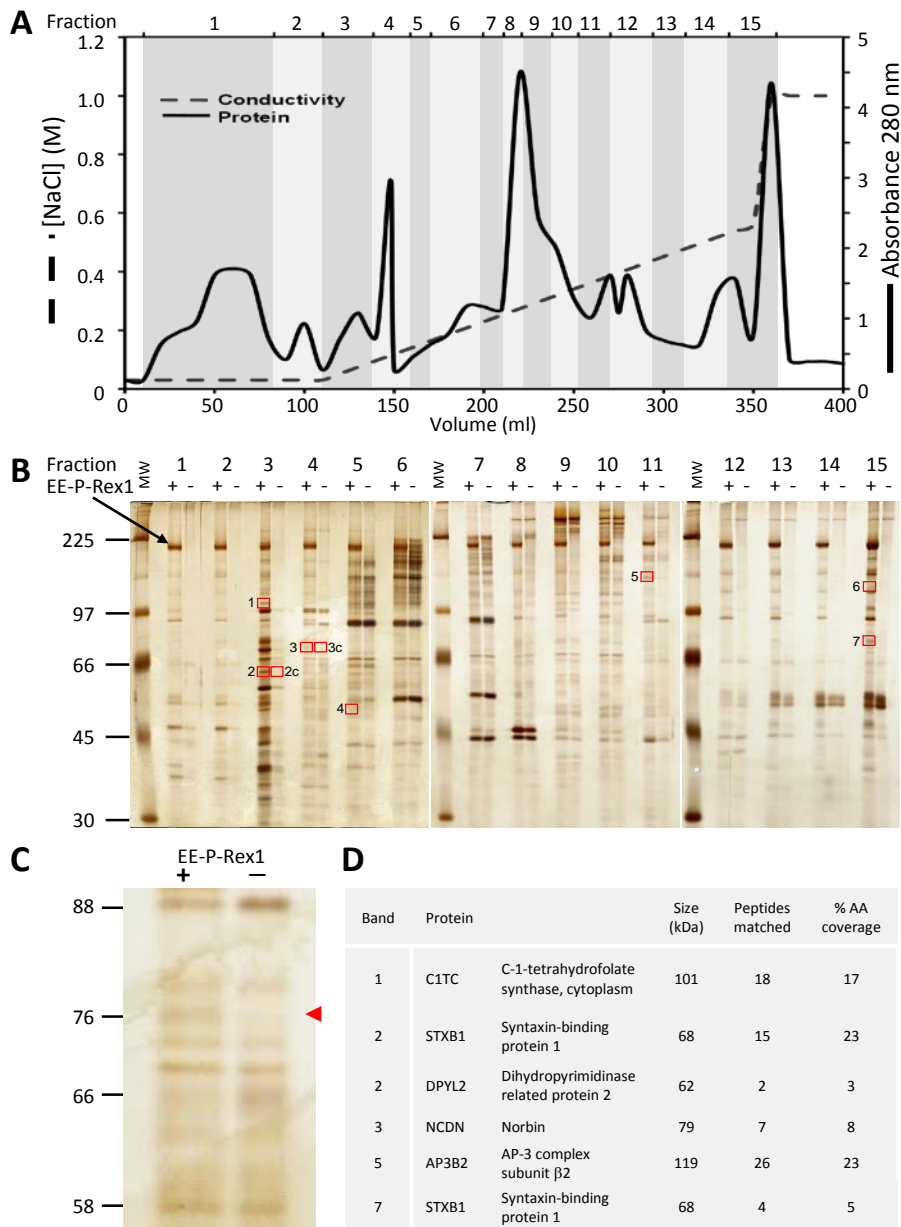 Fraction 1 2 3 4 5 6 7 8 9 10 11 12 13 14 15
A
1.2 5
1.0 4
Conductivity
Protein
0.8 3
0.6
2
0.4
1
0.2
0 0
[NaCl] (M)
Absorbance 280 nm
0 50 100 150 200 250 300 350 400
Volume (ml)
B
Fraction 1 2 3 4 5 6 7 8 9 10 11 12 13 14 15
MW MW MW
EE-P-Rex1 + - + - + - + - + - + - + - + - + - + - + - + - + - + - + -
225
5
6
1
97
3 3c
7
66
2 2c
4
45
30
C
EE-P-Rex1
+ —
88
76
66
58
D
Band Protein Size (kDa) Peptides matched % AA coverage
1 C1TC C-1-tetrahydrofolate synthase, cytoplasm 101 18 17
2 STXB1 Syntaxin-binding protein 1 68 15 23
2 DPYL2 Dihydropyrimidinase related protein 2 62 2 3
3 NCDN Norbin 79 7 8
5 AP3B2 AP-3 complex subunit β2 119 26 23
7 STXB1 Syntaxin-binding protein 1 68 4 5